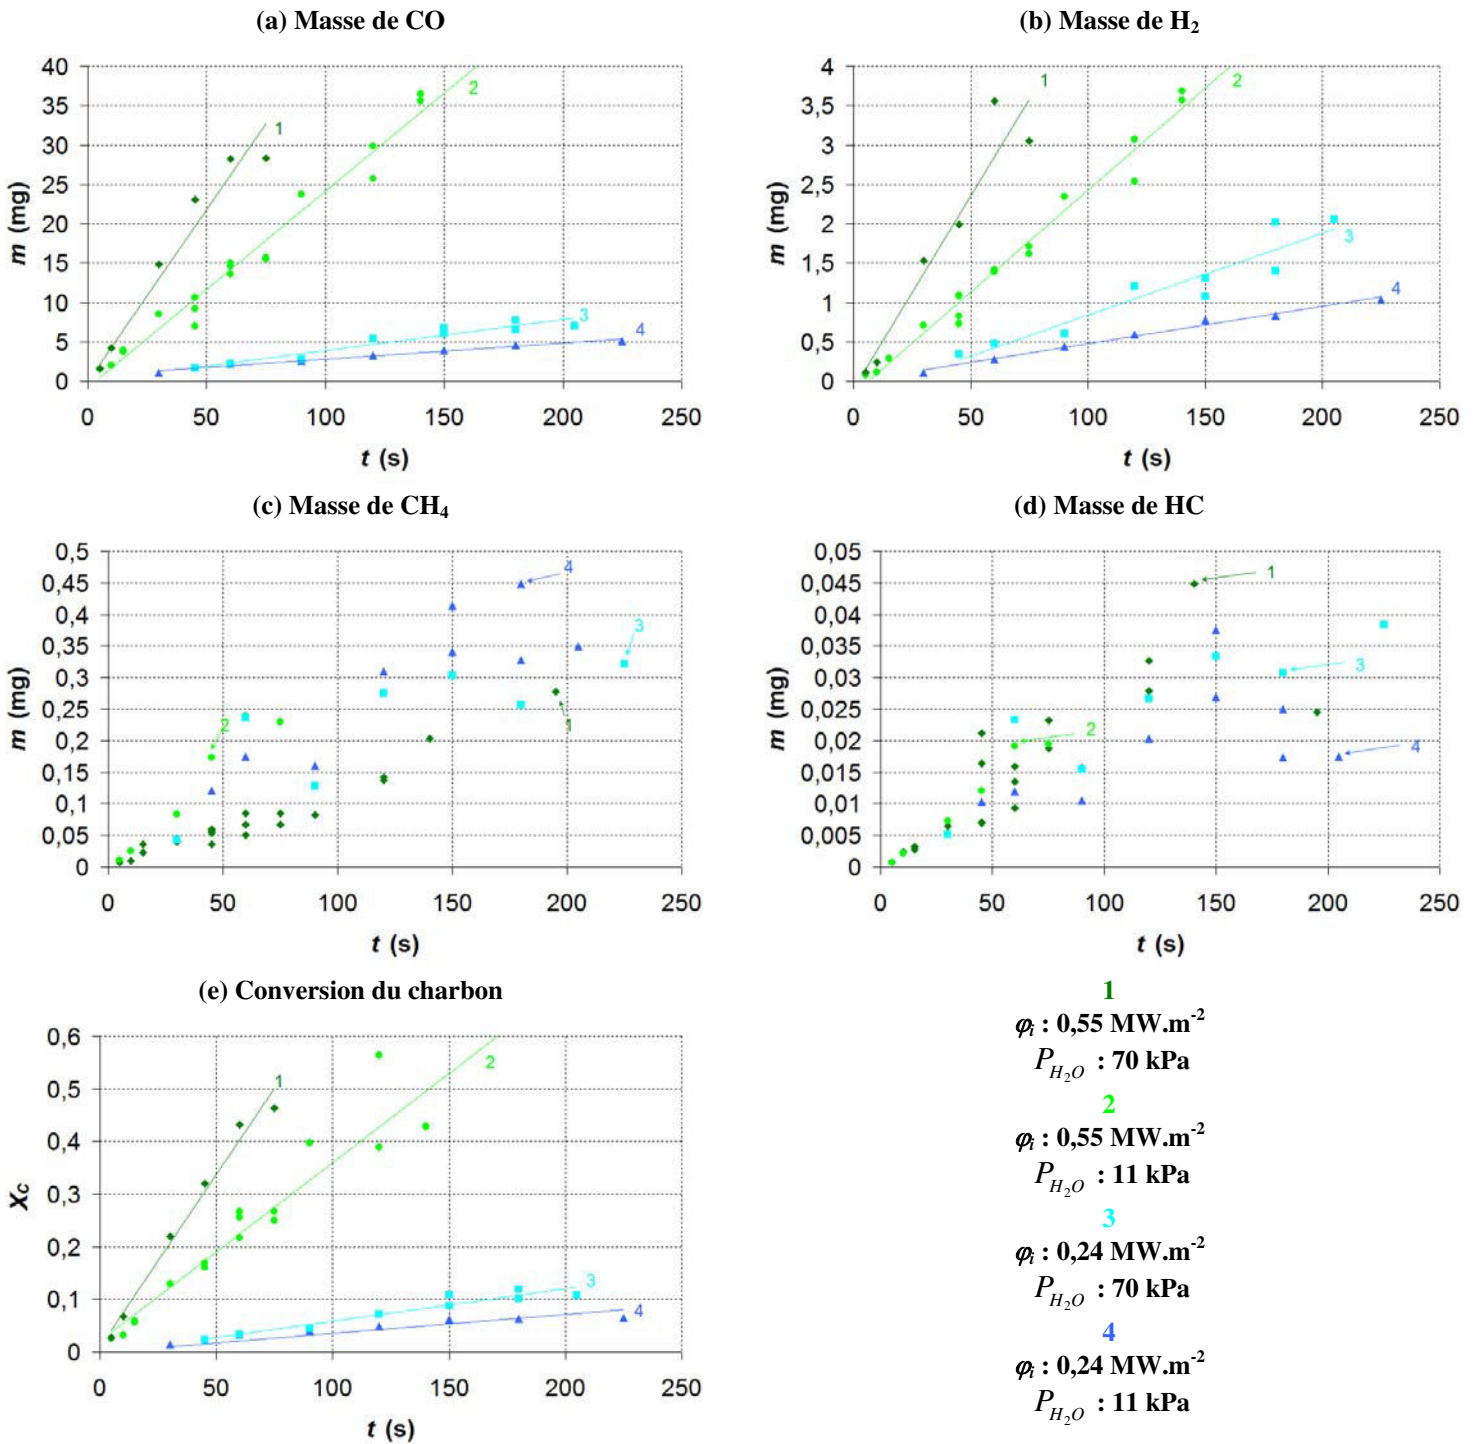 (a) Masse de CO
(b) Masse de H₂
40
35
30
25
20
15
10
5
0
m (mg)
0 50 100 150 200 250
t (s)
1
2
3
4
4
3,5
3
2,5
2
1,5
1
0,5
0
m (mg)
0 50 100 150 200 250
t (s)
1
2
3
4
(c) Masse de CH₄
(d) Masse de HC
0,5
0,45
0,4
0,35
0,3
0,25
0,2
0,15
0,1
0,05
0
m (mg)
0 50 100 150 200 250
t (s)
4
3
2
1
0,05
0,045
0,04
0,035
0,03
0,025
0,02
0,015
0,01
0,005
0
m (mg)
0 50 100 150 200 250
t (s)
1
3
2
4
(e) Conversion du charbon
0,6
0,5
0,4
0,3
0,2
0,1
0
Xc
0 50 100 150 200 250
t (s)
1
2
3
4
1
φi : 0,55 MW.m⁻²
P_H₂O : 70 kPa
2
φi : 0,55 MW.m⁻²
P_H₂O : 11 kPa
3
φi : 0,24 MW.m⁻²
P_H₂O : 70 kPa
4
φi : 0,24 MW.m⁻²
P_H₂O : 11 kPa